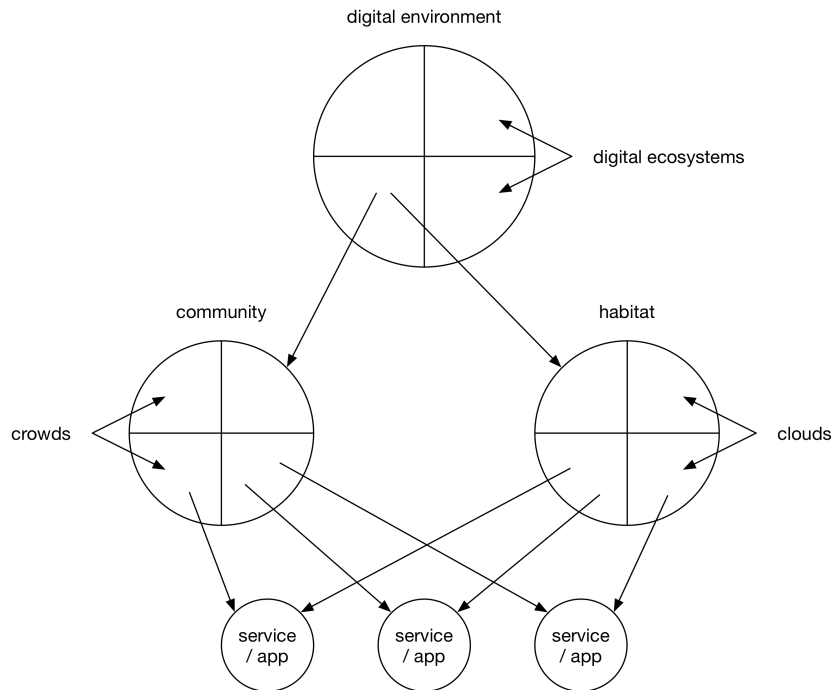 digital environment
digital ecosystems
community
habitat
crowds
clouds
service
/ app
service
/ app
service
/ app